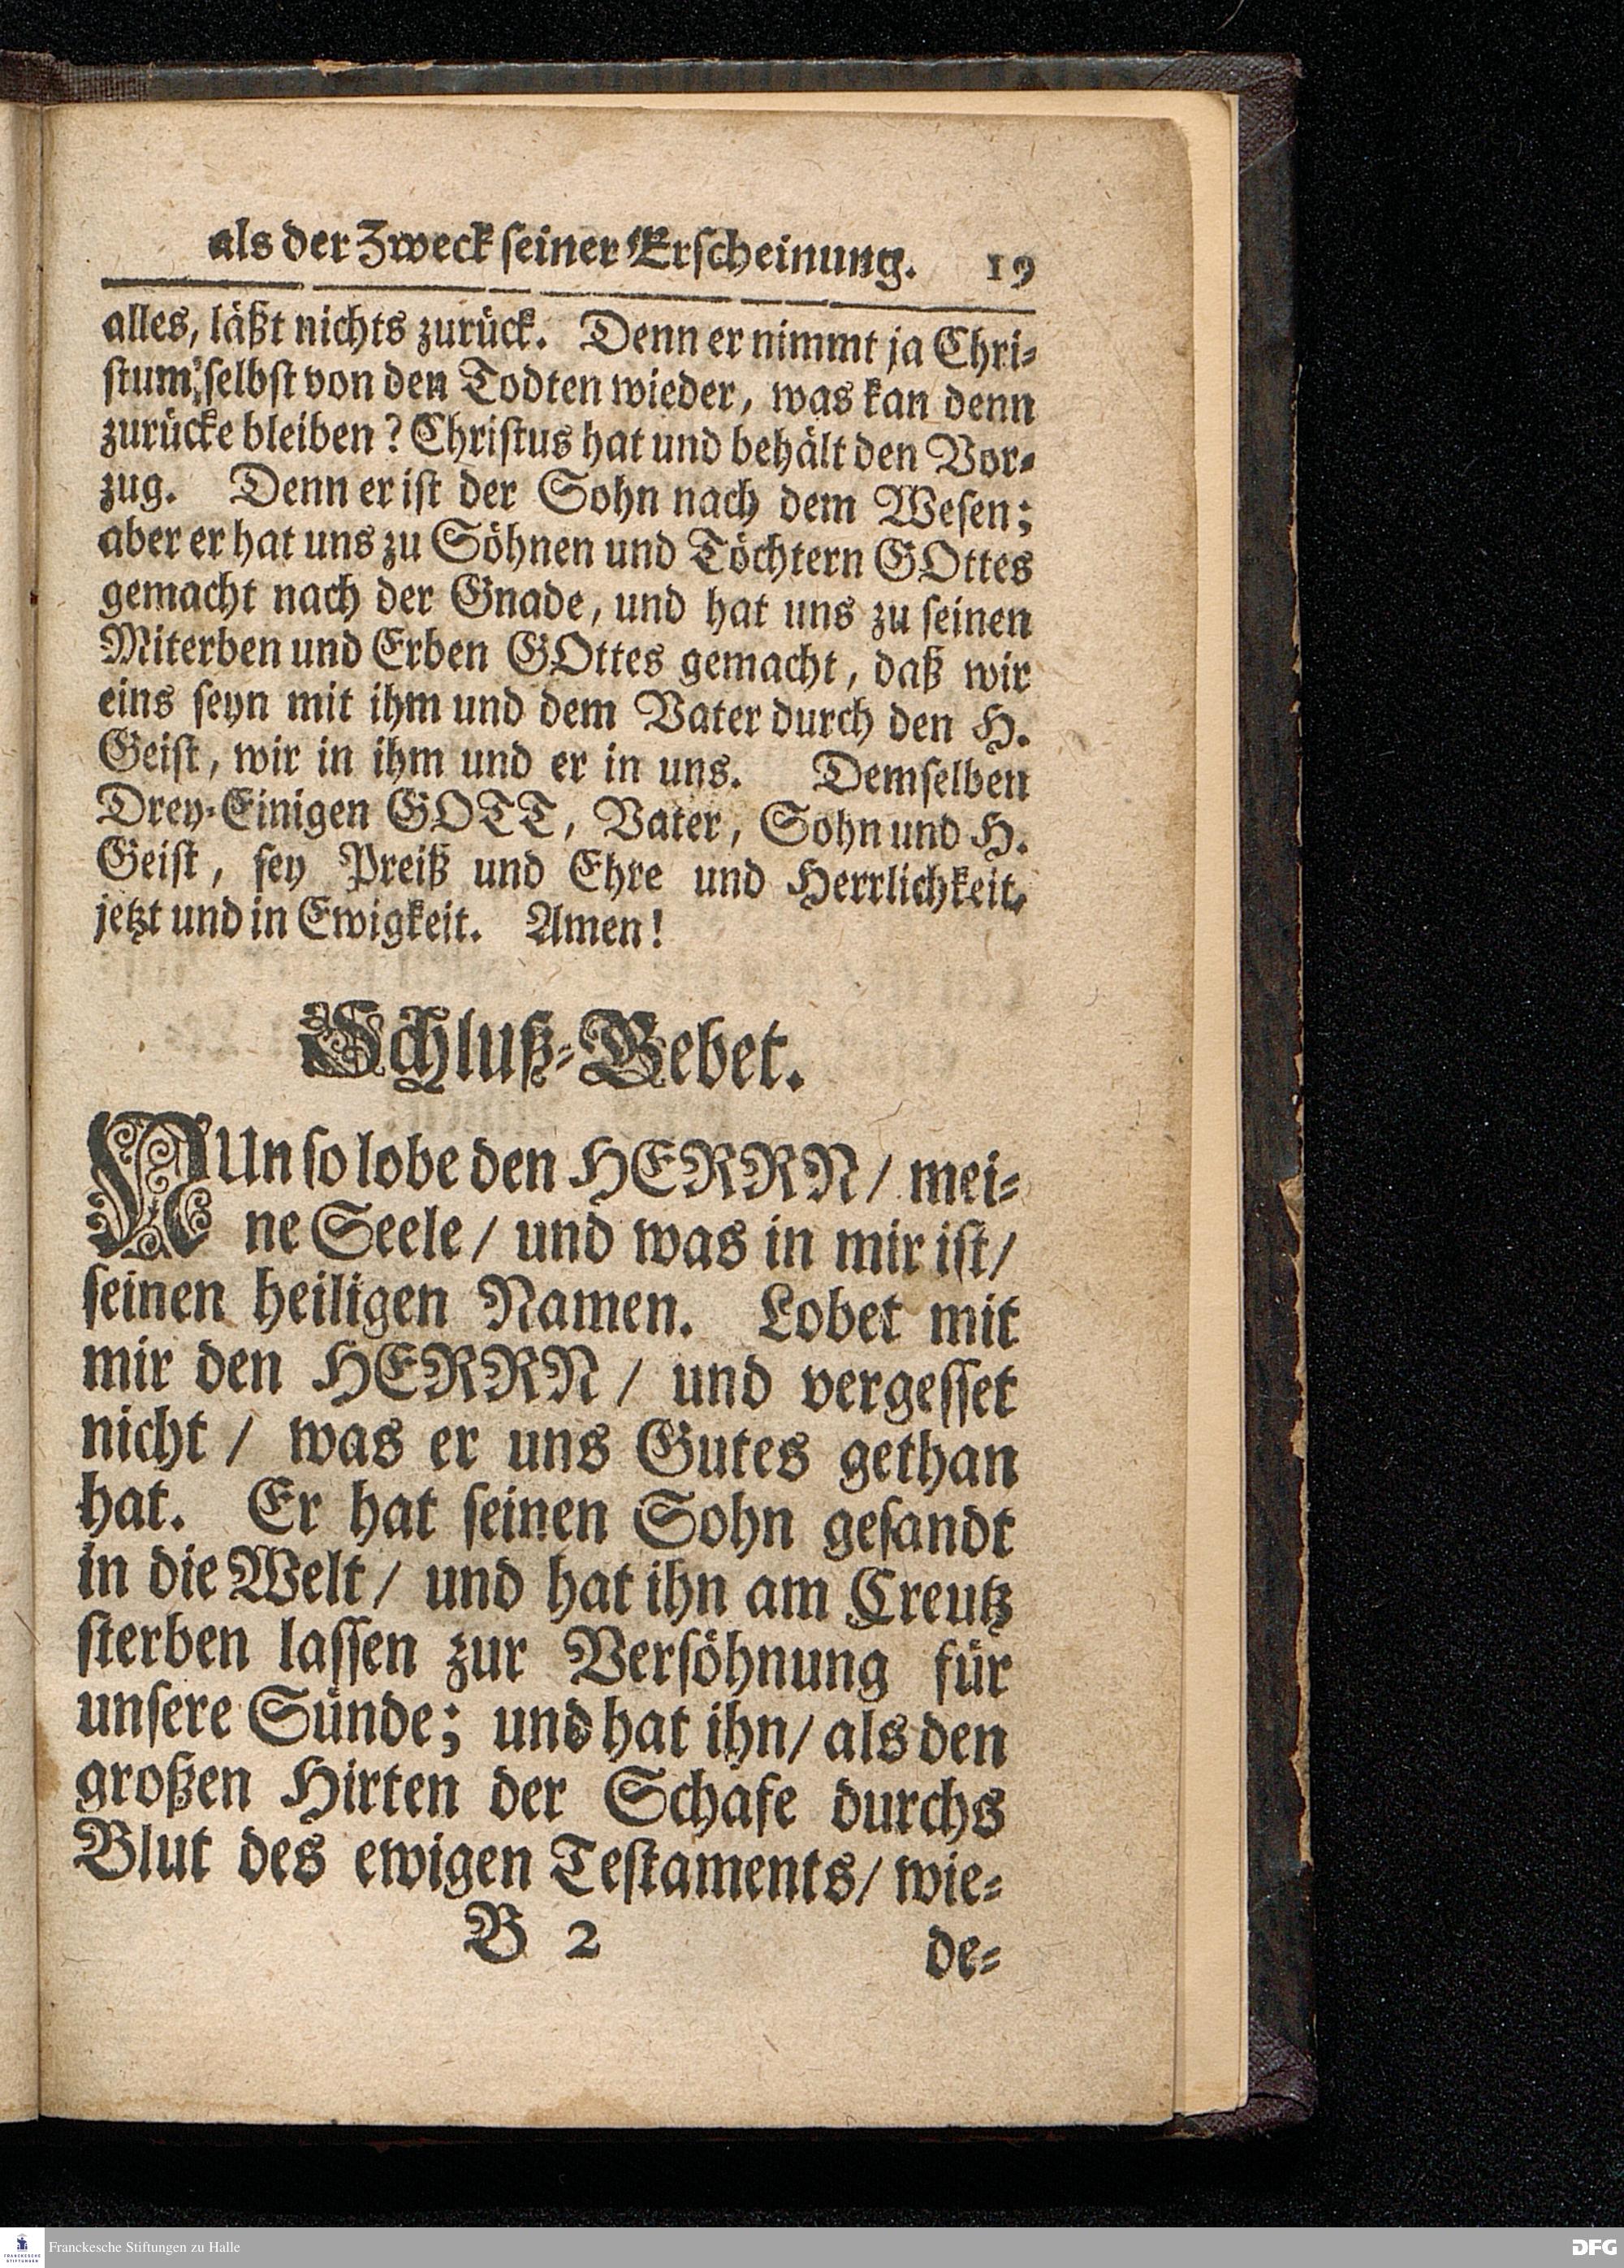 als der Zweck seiner Erscheinung. 19
alles, läßt nichts zurück. Denn er nimmt ja Chri-
stum selbst von den Todten wieder, was kan denn
zurücke bleiben? Christus hat und behält den Vor-
zug. Denn er ist der Sohn nach dem Wesen;
aber er hat uns zu Söhnen und Töchtern GOttes
gemacht nach der Gnade, und hat uns zu seinen
Miterben und Erben GOttes gemacht, daß wir
eins seyn mit ihm und dem Vater durch den H.
Geist, wir in ihm und er in uns. Demselben
Drey-Einigen GOTT, Vater, Sohn und H.
Geist, sey Preiß und Ehre und Herrlichkeit,
jetzt und in Ewigkeit. Amen!
Schluß-Gebet.
NUn so lobe den HERRN / mei-
ne Seele / und was in mir ist /
seinen heiligen Namen. Lobet mit
mir den HERRN / und vergesset
nicht / was er uns Gutes gethan
hat. Er hat seinen Sohn gesandt
in die Welt / und hat ihn am Creutz
sterben lassen zur Versöhnung für
unsere Sünde; und hat ihn / als den
großen Hirten der Schafe durchs
Blut des ewigen Testaments / wie-
B 2 de-
FRANCKESCHE STIFTUNGEN
Franckesche Stiftungen zu Halle
DFG